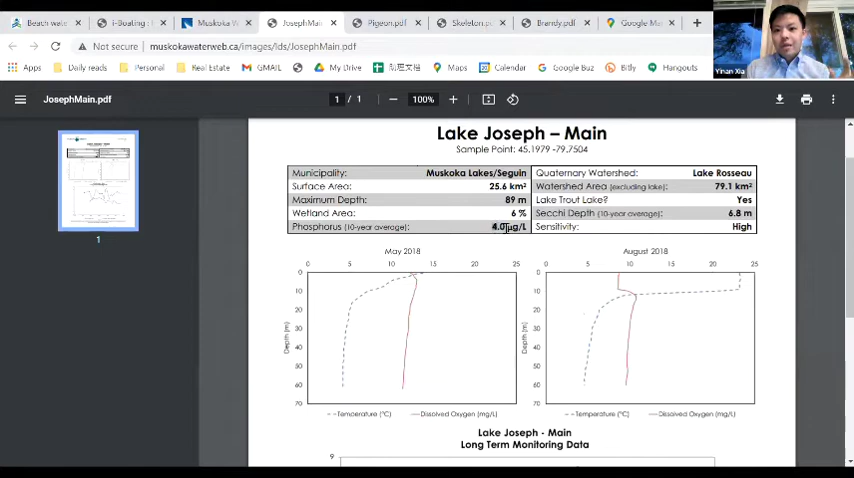 Beach water
i-Boating : f
Muskoka W
JosephMain
Pigeon.pdf
Skeleton.pd
Brandy.pdf
Google Ma
Not secure | muskokawaterweb.ca/images/lds/JosephMain.pdf
Apps Daily reads Personal Real Estate GMAIL My Drive 助理文档 Maps Calendar Google Buz Bitly Hangouts
Yinan Xia
JosephMain.pdf
1 / 1
100%
1
Lake Joseph – Main
Sample Point: 45.1979 -79.7504
Municipality: Muskoka Lakes/Seguin Quaternary Watershed: Lake Rosseau
Surface Area: 25.6 km² Watershed Area (excluding lake): 79.1 km²
Maximum Depth: 89 m Lake Trout Lake? Yes
Wetland Area: 6 % Secchi Depth (10-year average): 6.8 m
Phosphorus (10-year average): 4.0 µg/L Sensitivity: High
May 2018
0 5 10 15 20 25
Depth (m)
0
10
20
30
40
50
60
70
Temperature (°C) Dissolved Oxygen (mg/L)
August 2018
0 5 10 15 20 25
Depth (m)
0
10
20
30
40
50
60
70
Temperature (°C) Dissolved Oxygen (mg/L)
Lake Joseph - Main
Long Term Monitoring Data
9